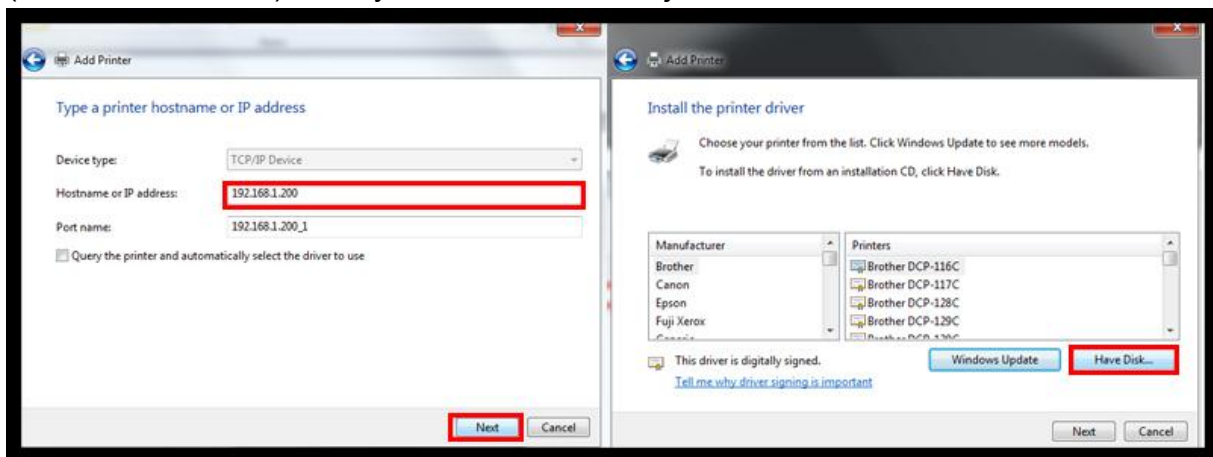 Add Printer
Type a printer hostname or IP address
Device type: TCP/IP Device
Hostname or IP address: 192.168.1.200
Port name: 192.168.1.200_1
Query the printer and automatically select the driver to use
Next Cancel
Add Printer
Install the printer driver
Choose your printer from the list. Click Windows Update to see more models.
To install the driver from an installation CD, click Have Disk.
Manufacturer Printers
Brother Brother DCP-116C
Canon Brother DCP-117C
Epson Brother DCP-128C
Fuji Xerox Brother DCP-129C
This driver is digitally signed. Windows Update Have Disk...
Tell me why driver signing is important
Next Cancel